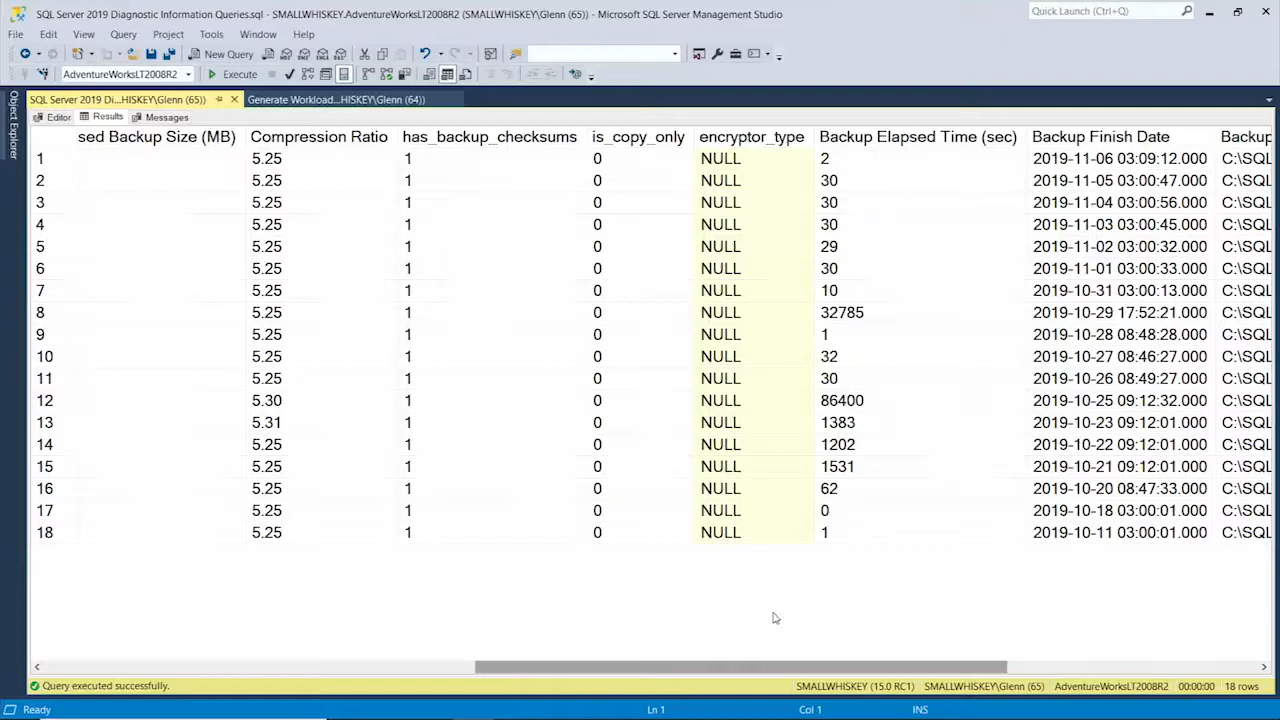 SQL Server 2019 Diagnostic Information Queries.sql - SMALLWHISKEY.AdventureWorksLT2008R2 (SMALLWHISKEY\Glenn (65)) - Microsoft SQL Server Management Studio
Quick Launch (Ctrl+Q)
File Edit View Query Project Tools Window Help
New Query
AdventureWorksLT2008R2 Execute
SQL Server 2019 Di...HISKEY\Glenn (65)) Generate Workload...HISKEY\Glenn (64))
Object Explorer
Editor Results Messages
sed Backup Size (MB) Compression Ratio has_backup_checksums is_copy_only encryptor_type Backup Elapsed Time (sec) Backup Finish Date Backup
1 5.25 1 0 NULL 2 2019-11-06 03:09:12.000 C:\SQL
2 5.25 1 0 NULL 30 2019-11-05 03:00:47.000 C:\SQL
3 5.25 1 0 NULL 30 2019-11-04 03:00:56.000 C:\SQL
4 5.25 1 0 NULL 30 2019-11-03 03:00:45.000 C:\SQL
5 5.25 1 0 NULL 29 2019-11-02 03:00:32.000 C:\SQL
6 5.25 1 0 NULL 30 2019-11-01 03:00:33.000 C:\SQL
7 5.25 1 0 NULL 10 2019-10-31 03:00:13.000 C:\SQL
8 5.25 1 0 NULL 32785 2019-10-29 17:52:21.000 C:\SQL
9 5.25 1 0 NULL 1 2019-10-28 08:48:28.000 C:\SQL
10 5.25 1 0 NULL 32 2019-10-27 08:46:27.000 C:\SQL
11 5.25 1 0 NULL 30 2019-10-26 08:49:27.000 C:\SQL
12 5.30 1 0 NULL 86400 2019-10-25 09:12:32.000 C:\SQL
13 5.31 1 0 NULL 1383 2019-10-23 09:12:01.000 C:\SQL
14 5.25 1 0 NULL 1202 2019-10-22 09:12:01.000 C:\SQL
15 5.25 1 0 NULL 1531 2019-10-21 09:12:01.000 C:\SQL
16 5.25 1 0 NULL 62 2019-10-20 08:47:33.000 C:\SQL
17 5.25 1 0 NULL 0 2019-10-18 03:00:01.000 C:\SQL
18 5.25 1 0 NULL 1 2019-10-11 03:00:01.000 C:\SQL
Query executed successfully. SMALLWHISKEY (15.0 RC1) SMALLWHISKEY\Glenn (65) AdventureWorksLT2008R2 00:00:00 18 rows
Ready Ln 1 Col 1 INS